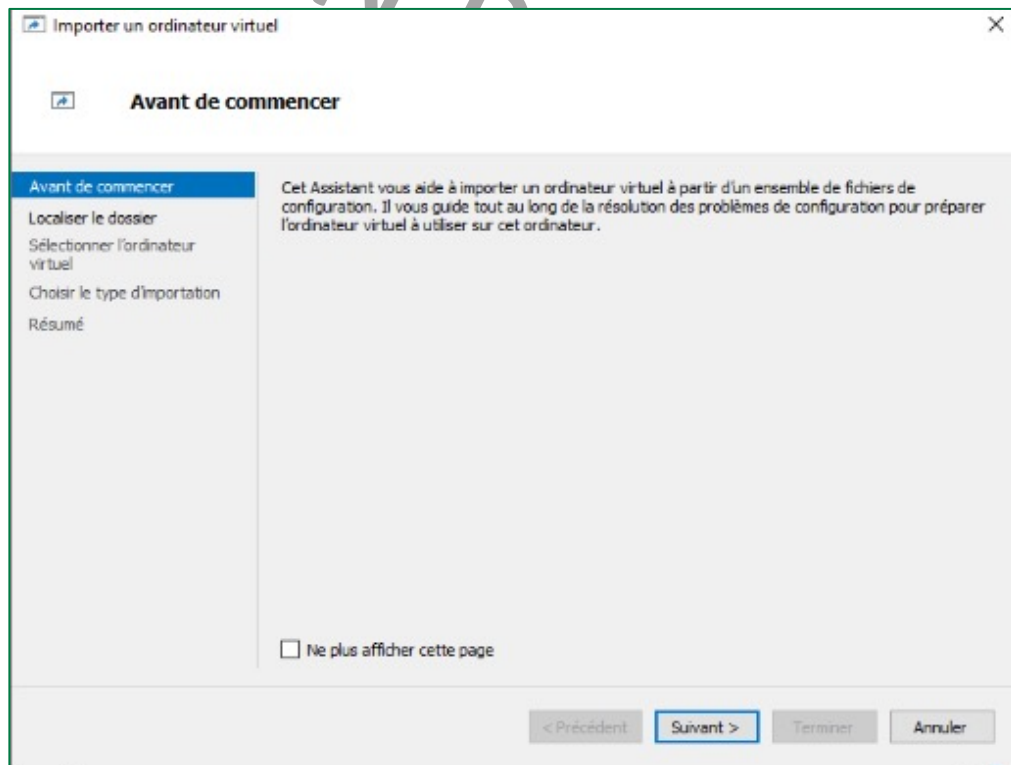 Importer un ordinateur virtuel
Avant de commencer
Avant de commencer
Localiser le dossier
Sélectionner l'ordinateur
virtuel
Choisir le type d'importation
Résumé
Cet Assistant vous aide à importer un ordinateur virtuel à partir d'un ensemble de fichiers de
configuration. Il vous guide tout au long de la résolution des problèmes de configuration pour préparer
l'ordinateur virtuel à utiliser sur cet ordinateur.
Ne plus afficher cette page
< Précédent
Suivant >
Terminer
Annuler